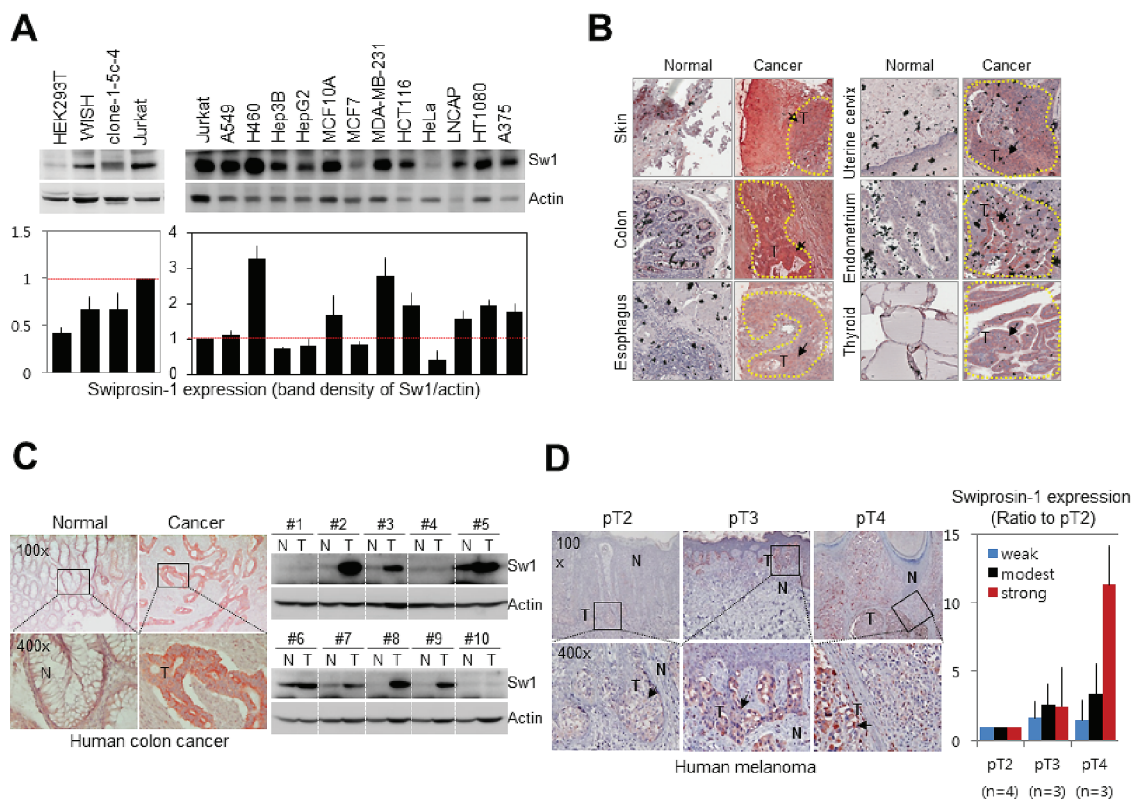 A
HEK293T
WISH
clone-1-5c-4
Jurkat
Jurkat
A549
H460
Hep3B
HepG2
MCF10A
MCF7
MDA-MB-231
HCT116
HeLa
LNCAP
HT1080
A375
Sw1
Actin
2
1.5
1
0.5
0
4
3
2
1
0
Swiprosin-1 expression (band density of Sw1/actin)
B
Normal Cancer Normal Cancer
Skin
T
Uterine cervix
T
Colon
T
Endometrium
T
Esophagus
T
Thyroid
T
C
Normal Cancer
100x
400x
N
T
Human colon cancer
#1 #2 #3 #4 #5
N T N T N T N T N T
Sw1
Actin
#6 #7 #8 #9 #10
N T N T N T N T N T
Sw1
Actin
D
pT2 pT3 pT4
100
x
N
T
T
N
N
T
400x
N
T
T
N
T
Human melanoma
Swiprosin-1 expression
(Ratio to pT2)
15
10
5
0
weak
modest
strong
pT2 pT3 pT4
(n=4) (n=3) (n=3)